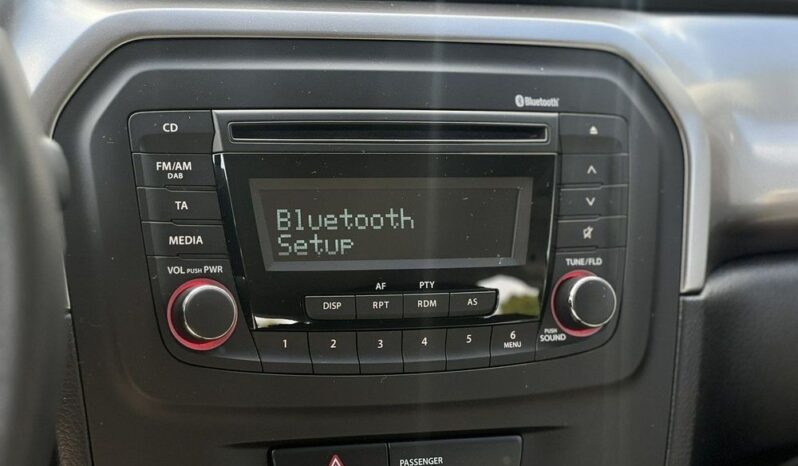 Bluetooth
CD
FM/AM
DAB
TA
MEDIA
VOL PUSH PWR
Bluetooth
Setup
AF PTY
DISP RPT RDM AS
1 2 3 4 5 6
MENU
TUNE/FLD
PUSH
SOUND
PASSENGER